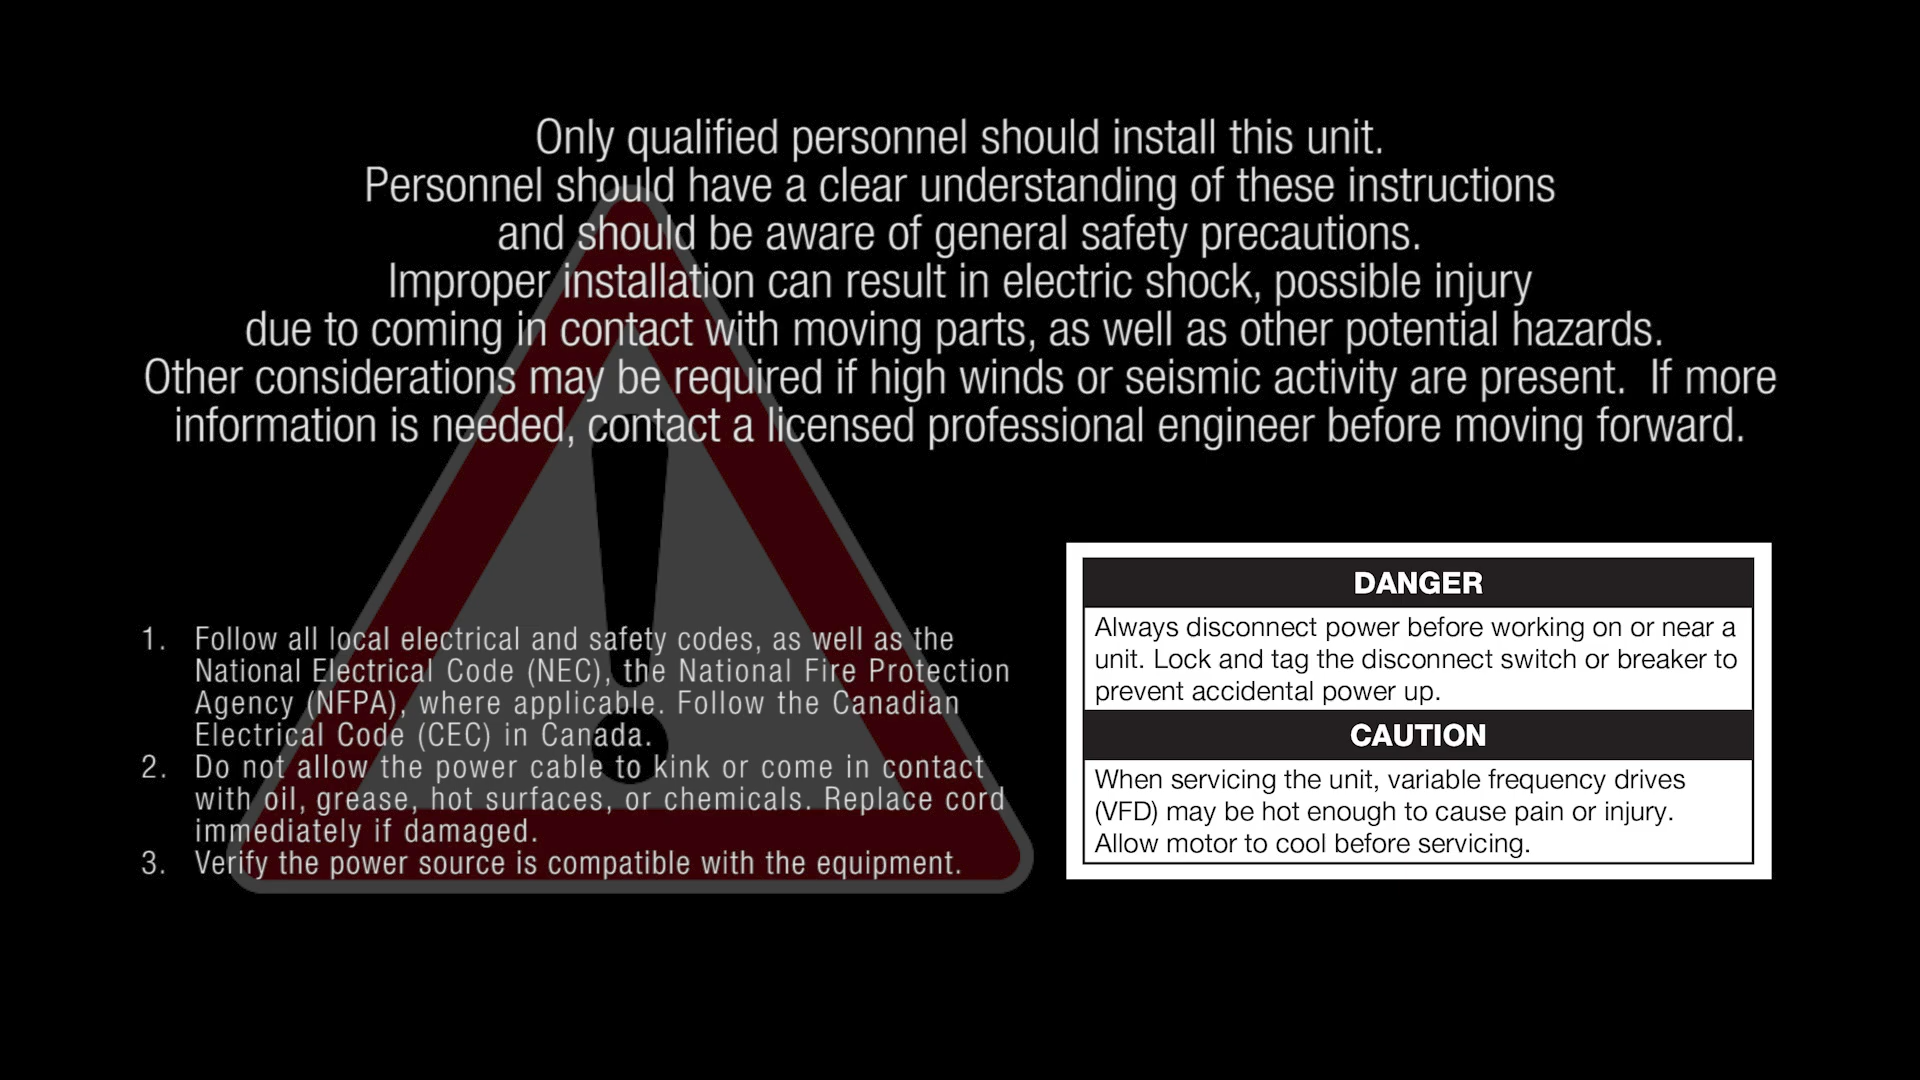 Only qualified personnel should install this unit.
Personnel should have a clear understanding of these instructions
and should be aware of general safety precautions.
Improper installation can result in electric shock, possible injury
due to coming in contact with moving parts, as well as other potential hazards.
Other considerations may be required if high winds or seismic activity are present. If more
information is needed, contact a licensed professional engineer before moving forward.
1. Follow all local electrical and safety codes, as well as the
National Electrical Code (NEC), the National Fire Protection
Agency (NFPA), where applicable. Follow the Canadian
Electrical Code (CEC) in Canada.
2. Do not allow the power cable to kink or come in contact
with oil, grease, hot surfaces, or chemicals. Replace cord
immediately if damaged.
3. Verify the power source is compatible with the equipment.
DANGER
Always disconnect power before working on or near a
unit. Lock and tag the disconnect switch or breaker to
prevent accidental power up.
CAUTION
When servicing the unit, variable frequency drives
(VFD) may be hot enough to cause pain or injury.
Allow motor to cool before servicing.